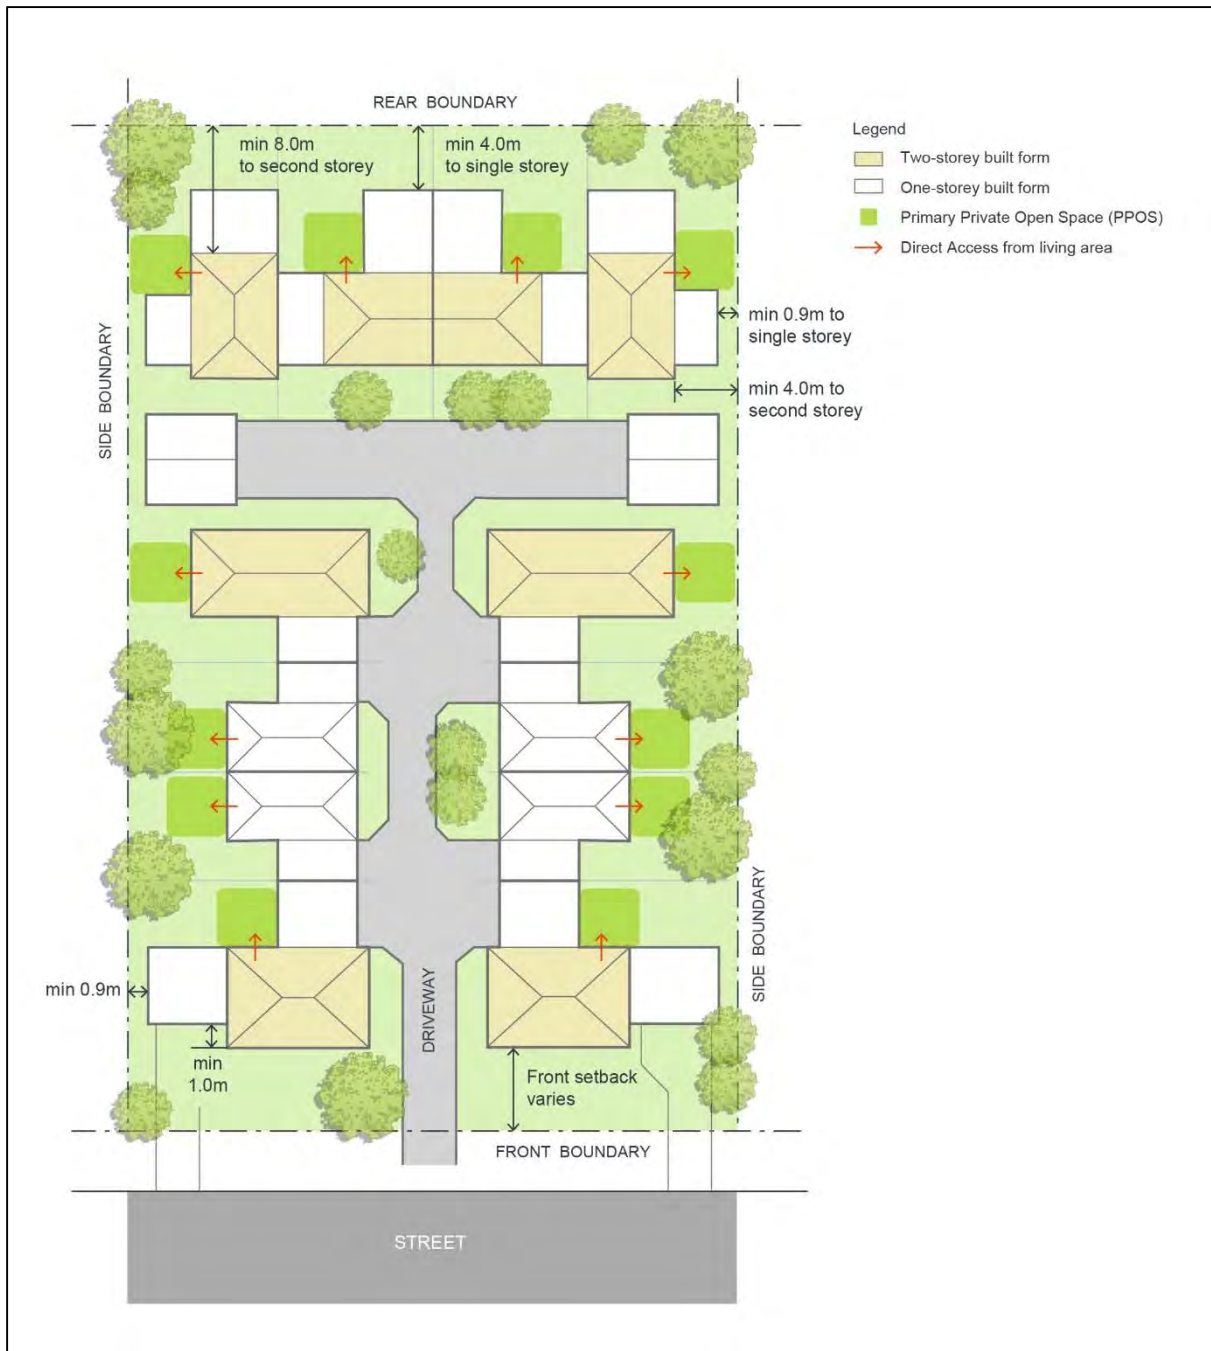 REAR BOUNDARY
min 8.0m
to second storey
min 4.0m
to single storey
Legend
Two-storey built form
One-storey built form
Primary Private Open Space (PPOS)
Direct Access from living area
min 0.9m to
single storey
min 4.0m to
second storey
SIDE BOUNDARY
SIDE BOUNDARY
min 0.9m
min
1.0m
DRIVEWAY
Front setback
varies
FRONT BOUNDARY
STREET